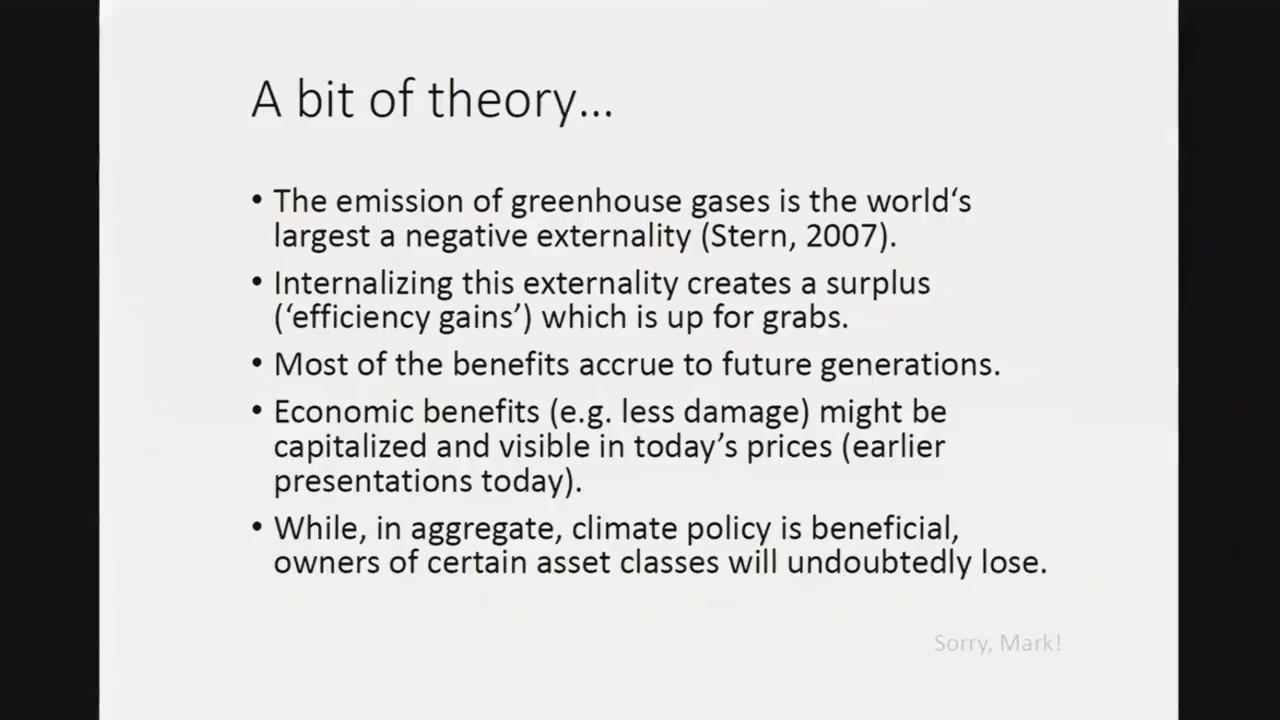 A bit of theory...
• The emission of greenhouse gases is the world‘s
largest a negative externality (Stern, 2007).
• Internalizing this externality creates a surplus
(‘efficiency gains’) which is up for grabs.
• Most of the benefits accrue to future generations.
• Economic benefits (e.g. less damage) might be
capitalized and visible in today’s prices (earlier
presentations today).
• While, in aggregate, climate policy is beneficial,
owners of certain asset classes will undoubtedly lose.
Sorry, Mark!